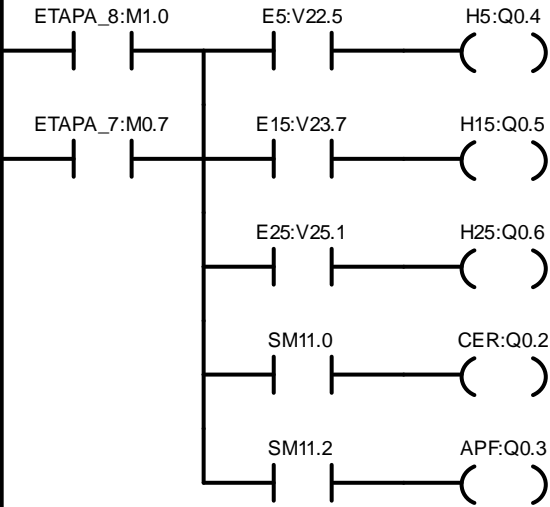 ETAPA_8:M1.0 E5:V22.5 H5:Q0.4
ETAPA_7:M0.7 E15:V23.7 H15:Q0.5
E25:V25.1 H25:Q0.6
SM11.0 CER:Q0.2
SM11.2 APF:Q0.3